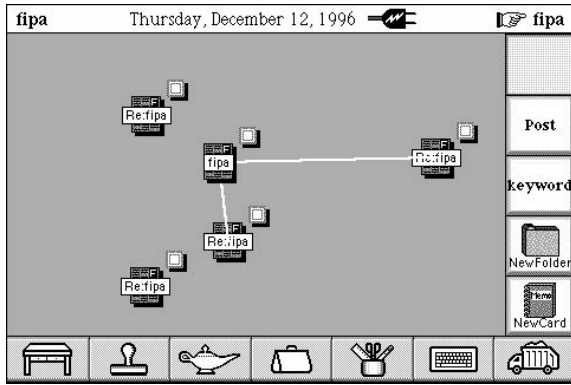 fipa
Thursday, December 12, 1996
fipa
Re:fipa
Post
fipa
Re:fipa
keyword
Re:fipa
NewFolder
Re:fipa
Memo
NewCard